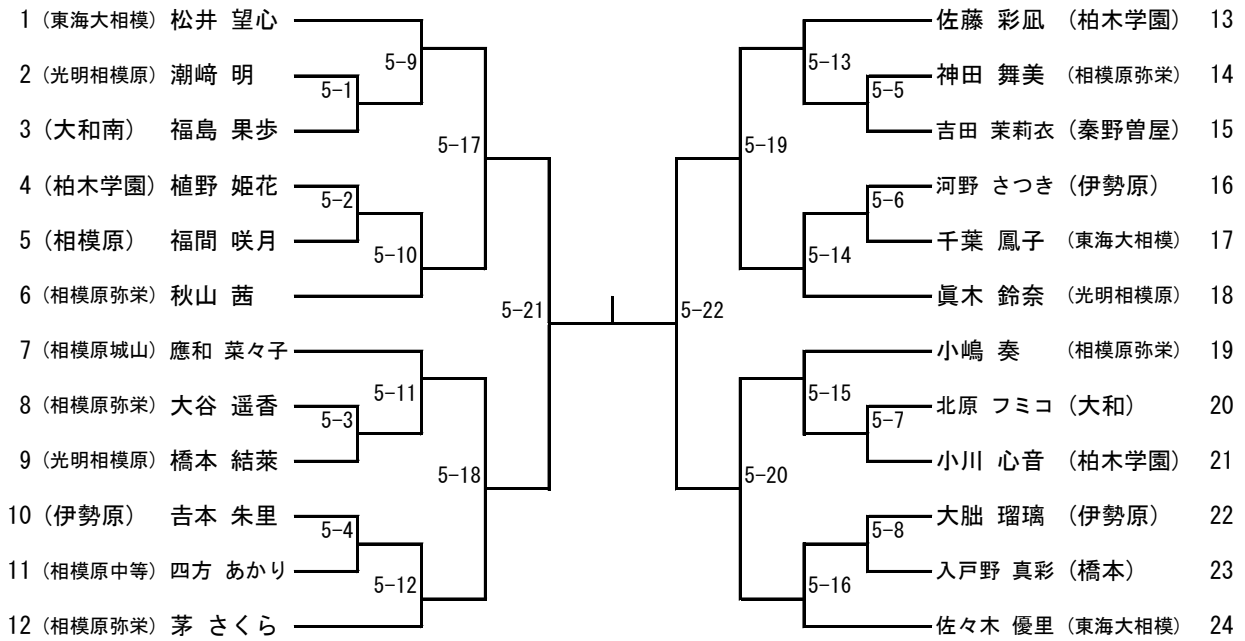 1 (東海大相模) 松井 望心
2 (光明相模原) 潮﨑 明
3 (大和南) 福島 果歩
4 (柏木学園) 植野 姫花
5 (相模原) 福間 咲月
6 (相模原弥栄) 秋山 茜
7 (相模原城山) 應和 菜々子
8 (相模原弥栄) 大谷 遥香
9 (光明相模原) 橋本 結萊
10 (伊勢原) 𠮷本 朱里
11 (相模原中等) 四方 あかり
12 (相模原弥栄) 茅 さくら
5-1
5-2
5-3
5-4
5-9
5-10
5-11
5-12
5-17
5-18
5-21
5-22
5-19
5-20
5-13
5-14
5-15
5-16
5-5
5-6
5-7
5-8
佐藤 彩凪 (柏木学園) 13
神田 舞美 (相模原弥栄) 14
吉田 茉莉衣 (秦野曽屋) 15
河野 さつき (伊勢原) 16
千葉 鳳子 (東海大相模) 17
眞木 鈴奈 (光明相模原) 18
小嶋 奏 (相模原弥栄) 19
北原 フミコ (大和) 20
小川 心音 (柏木学園) 21
大朏 瑠璃 (伊勢原) 22
入戸野 真彩 (橋本) 23
佐々木 優里 (東海大相模) 24